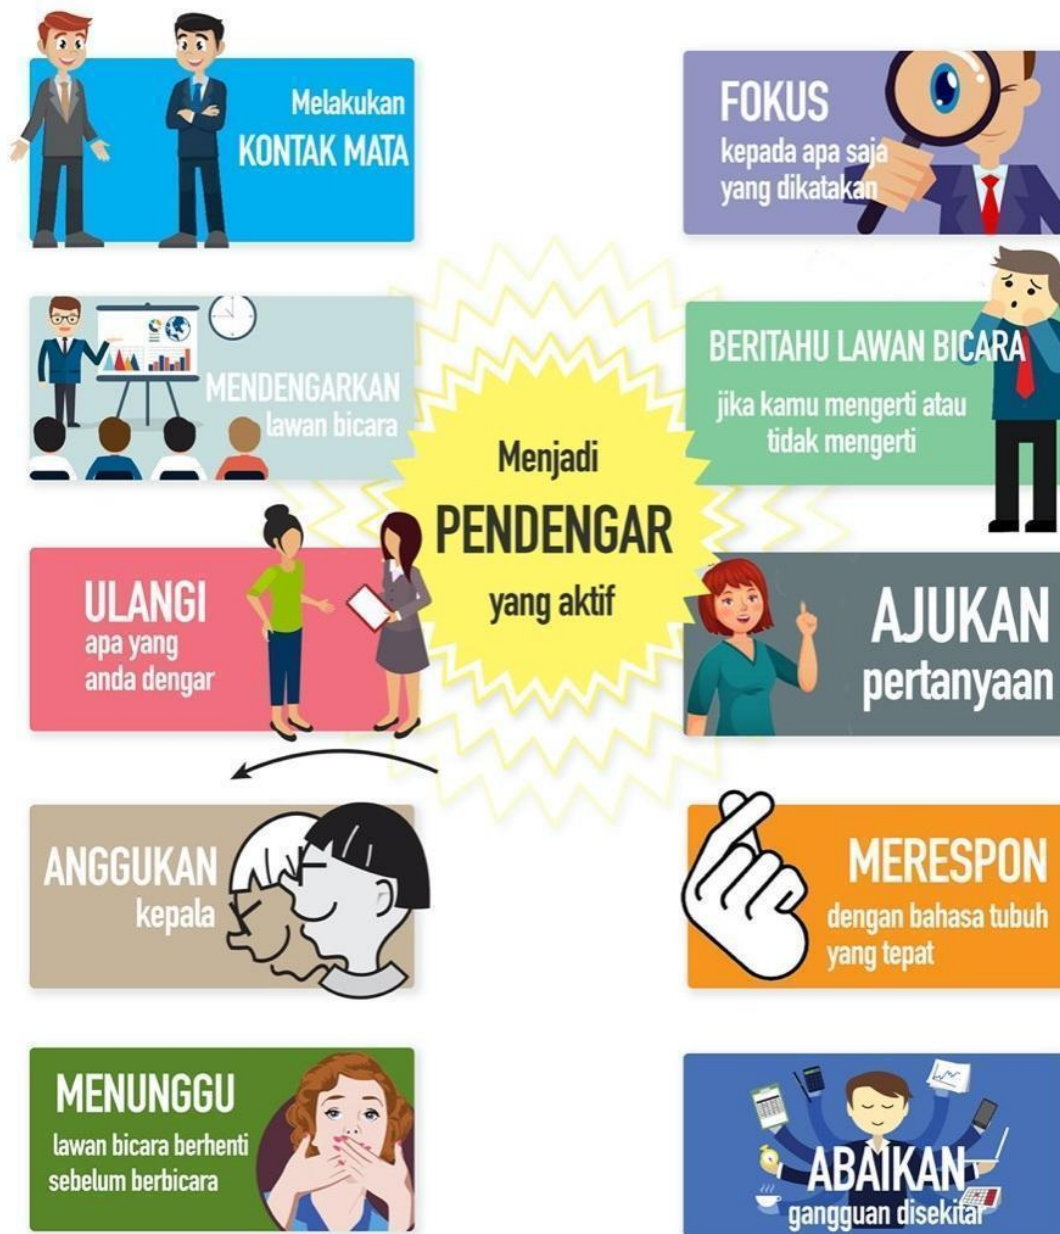 Melakukan
KONTAK MATA
FOKUS
kepada apa saja
yang dikatakan
MENDENGARKAN
lawan bicara
BERITAHU LAWAN BICARA
jika kamu mengerti atau
tidak mengerti
Menjadi
PENDENGAR
yang aktif
ULANGI
apa yang
anda dengar
AJUKAN
pertanyaan
ANGGUKAN
kepala
MERESPON
dengan bahasa tubuh
yang tepat
MENUNGGU
lawan bicara berhenti
sebelum berbicara
ABAIKAN
gangguan disekitar